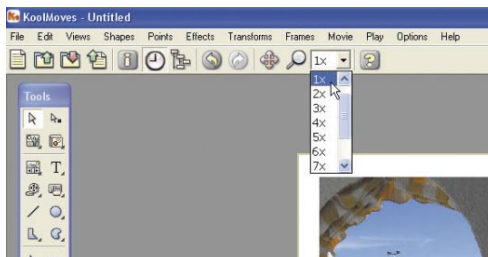 KoolMoves - Untitled
File Edit Views Shapes Points Effects Transforms Frames Movie Play Options Help
1x
Tools
1x
2x
3x
4x
5x
6x
7x
T